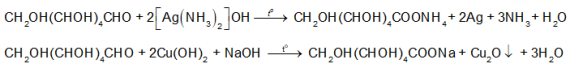 CH₂OH(CHOH)₄CHO + 2[Ag(NH₃)₂]OH —t°→ CH₂OH(CHOH)₄COONH₄ + 2Ag + 3NH₃ + H₂O
CH₂OH(CHOH)₄CHO + 2Cu(OH)₂ + NaOH —t°→ CH₂OH(CHOH)₄COONa + Cu₂O↓ + 3H₂O